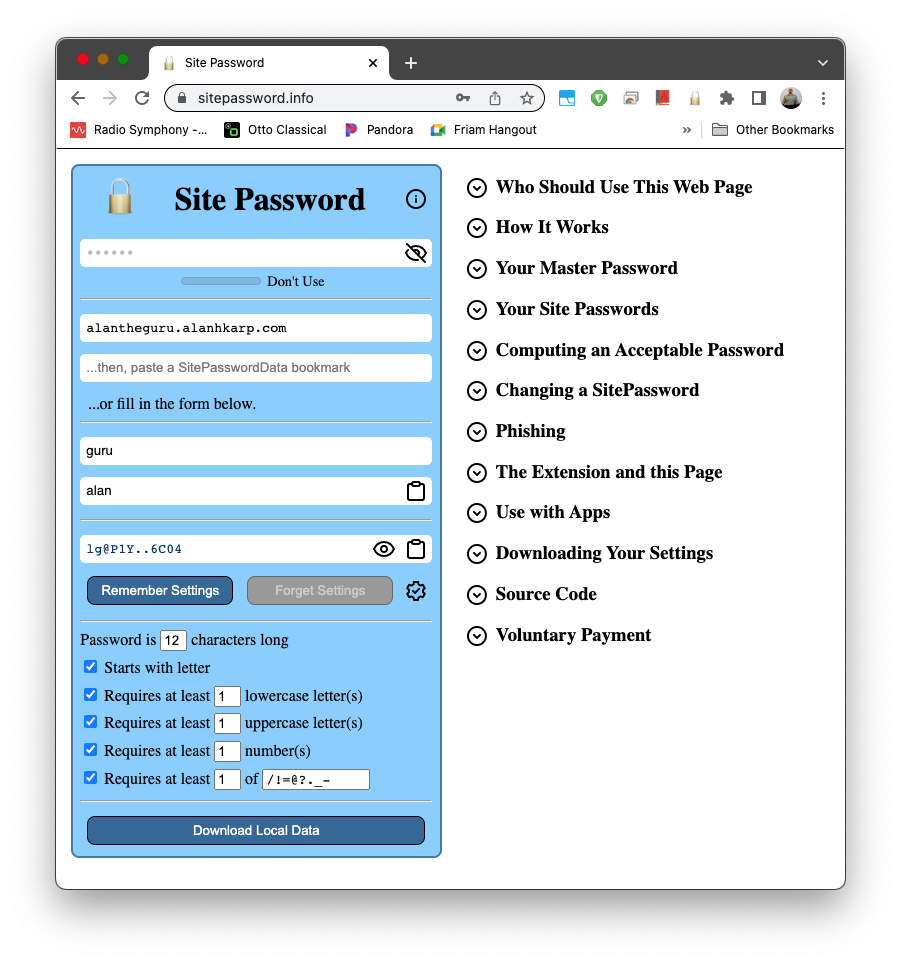 Site Password
sitepassword.info
Radio Symphony -...
Otto Classical
Pandora
Friam Hangout
»
Other Bookmarks
Site Password
••••••
Don't Use
alantheguru.alanhkarp.com
...then, paste a SitePasswordData bookmark
...or fill in the form below.
guru
alan
lg@P1Y..6C04
Remember Settings
Forget Settings
Password is 12 characters long
Starts with letter
Requires at least 1 lowercase letter(s)
Requires at least 1 uppercase letter(s)
Requires at least 1 number(s)
Requires at least 1 of /!=@?._-
Download Local Data
Who Should Use This Web Page
How It Works
Your Master Password
Your Site Passwords
Computing an Acceptable Password
Changing a SitePassword
Phishing
The Extension and this Page
Use with Apps
Downloading Your Settings
Source Code
Voluntary Payment